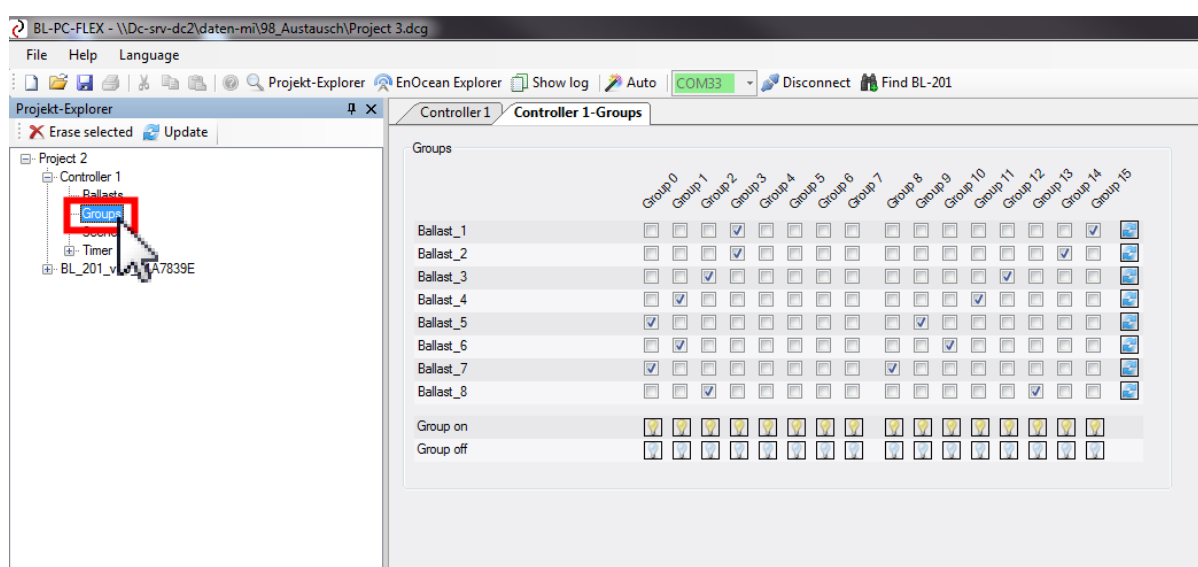 BL-PC-FLEX - \\Dc-srv-dc2\daten-mi\98_Austausch\Project 3.dcg
File Help Language
Projekt-Explorer EnOcean Explorer Show log Auto COM33 Disconnect Find BL-201
Projekt-Explorer
Erase selected Update
Project 2
Controller 1
Ballasts
Groups
Timer
Controller 1 Controller 1-Groups
Groups
Group 0 Group 1 Group 2 Group 3 Group 4 Group 5 Group 6 Group 7 Group 8 Group 9 Group 10 Group 11 Group 12 Group 13 Group 14 Group 15
Ballast_1
Ballast_2
Ballast_3
Ballast_4
Ballast_5
Ballast_6
Ballast_7
Ballast_8
Group on
Group off